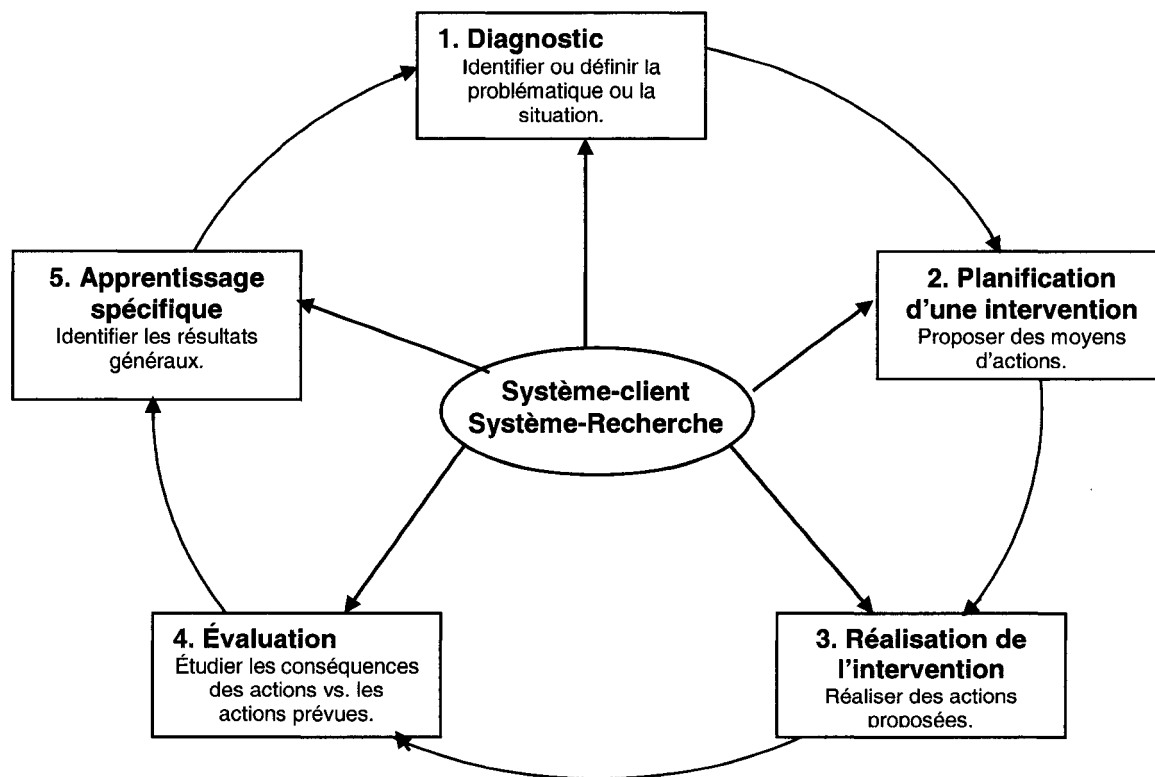 1. Diagnostic
Identifier ou définir la
problématique ou la
situation.
2. Planification
d'une intervention
Proposer des moyens
d'actions.
5. Apprentissage
spécifique
Identifier les résultats
généraux.
Système-client
Système-Recherche
4. Évaluation
Étudier les conséquences
des actions vs. les
actions prévues.
3. Réalisation de
l'intervention
Réaliser des actions
proposées.